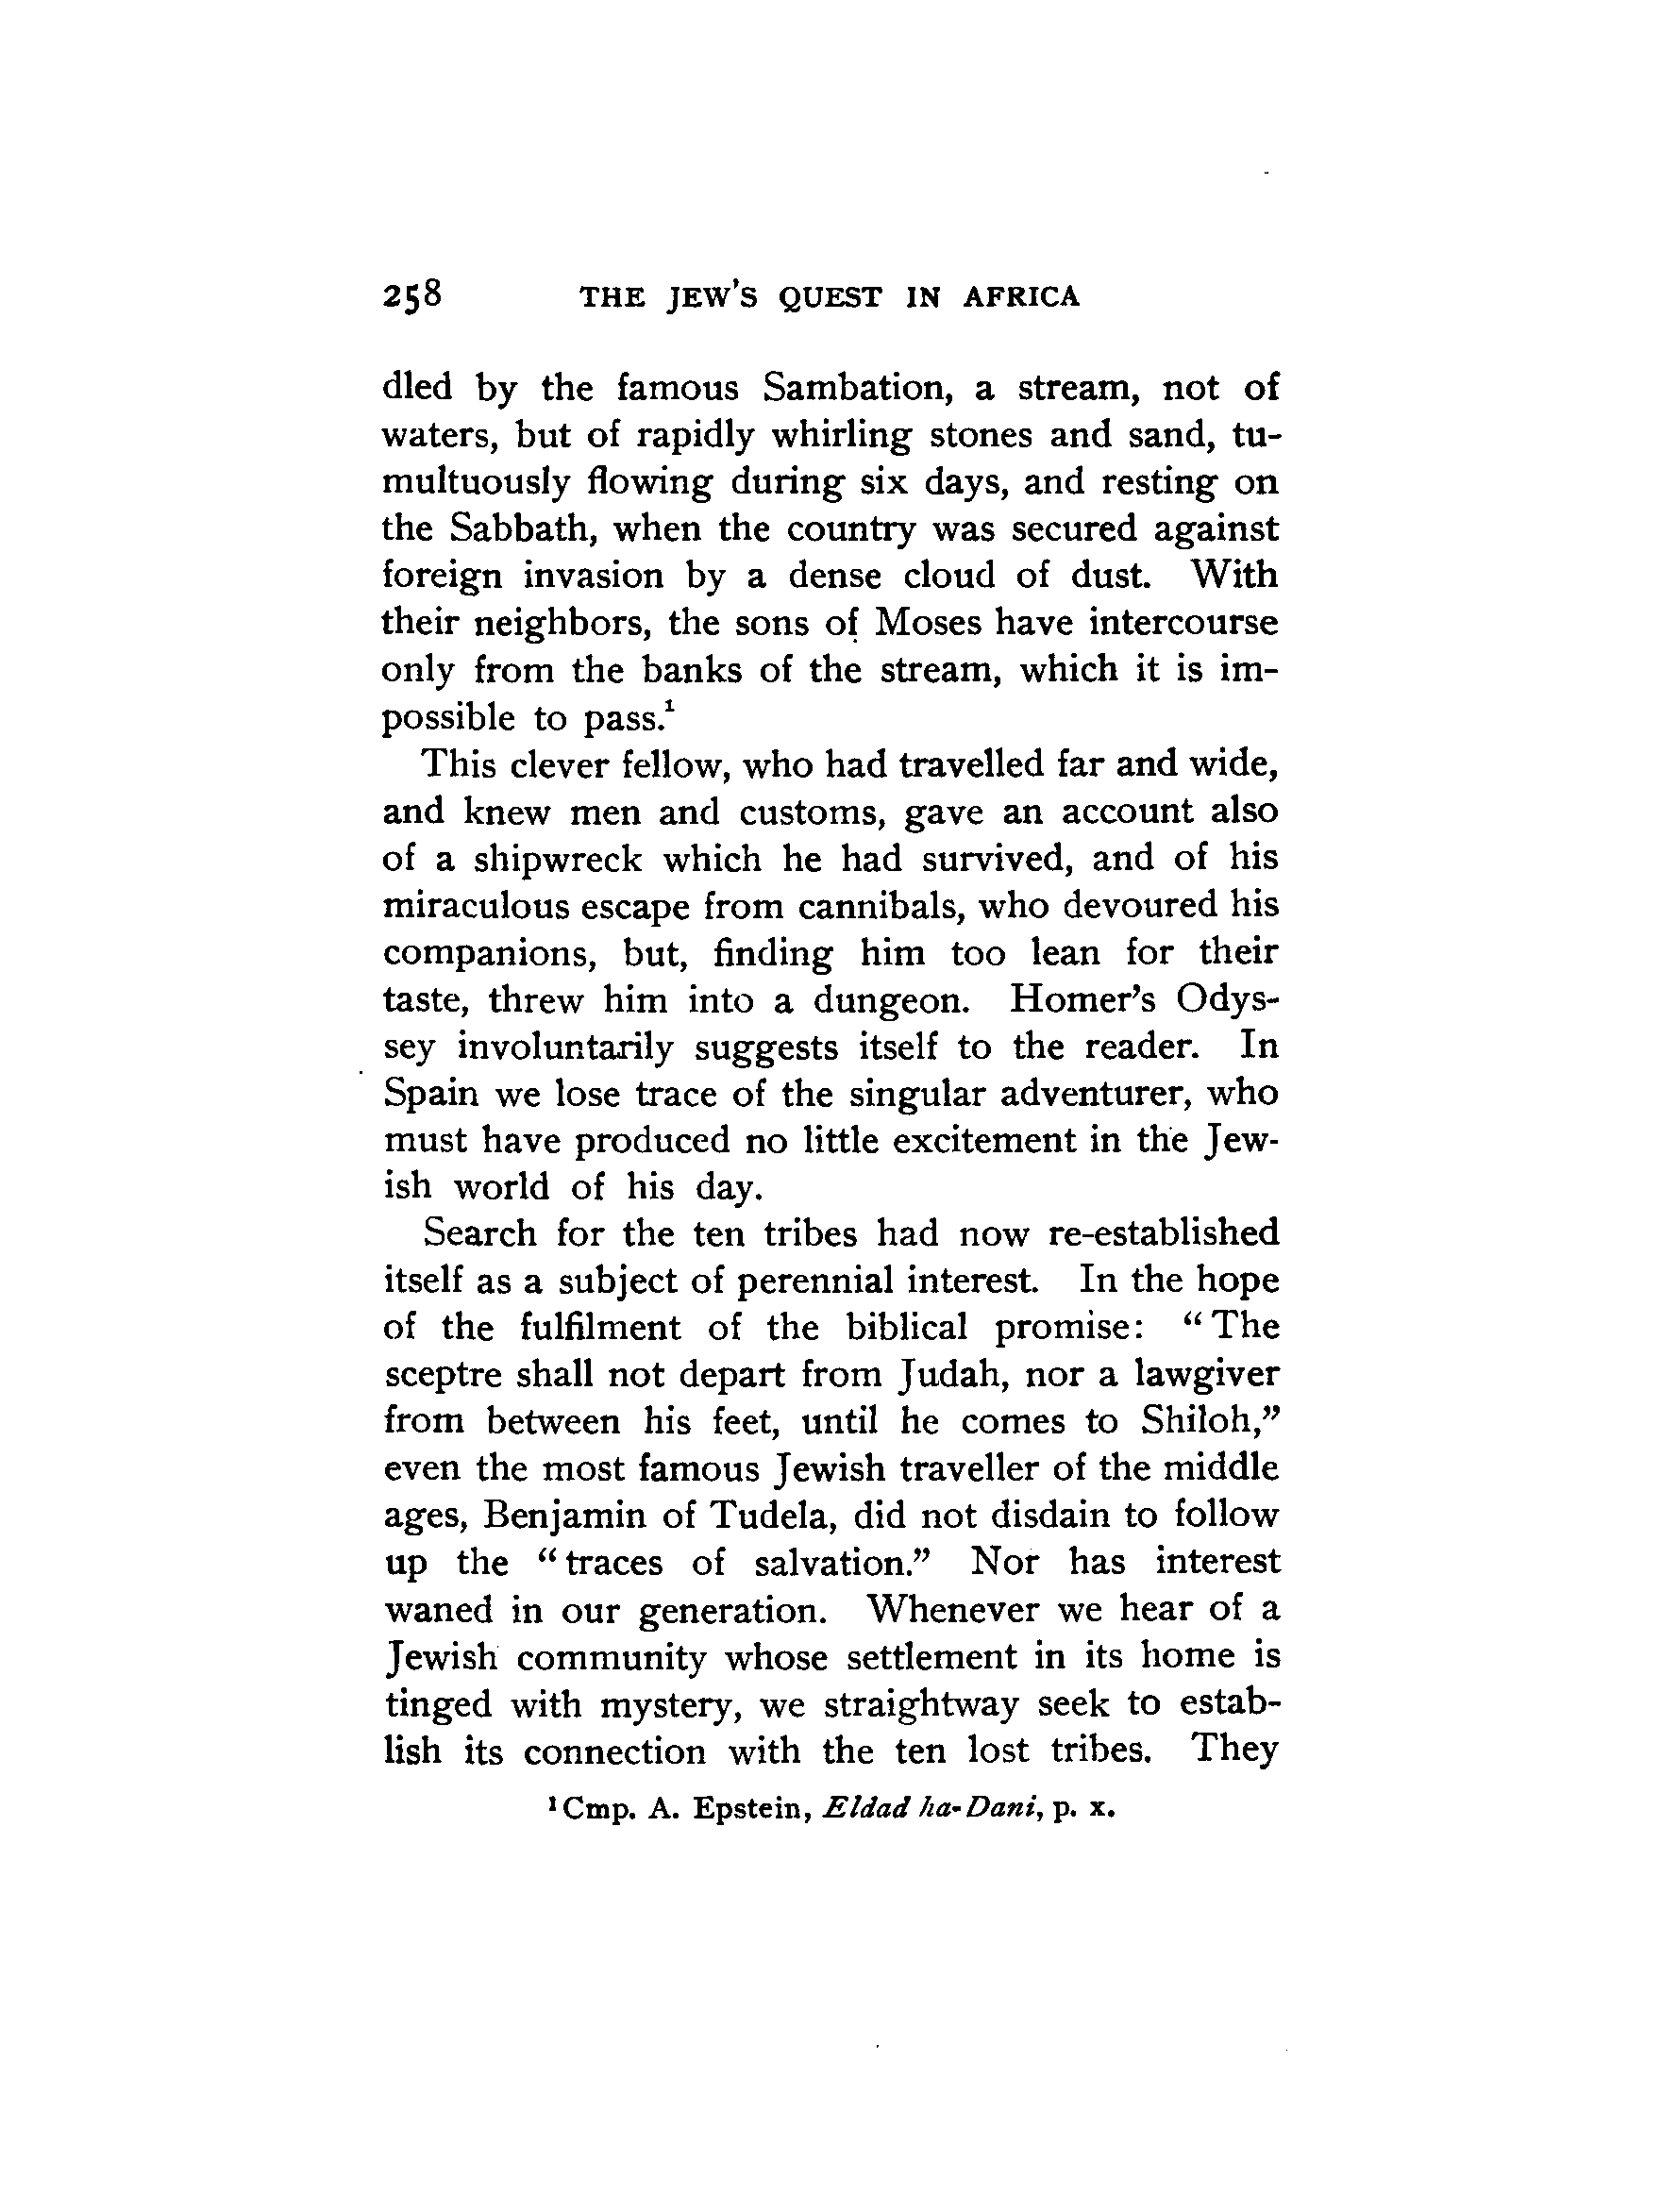 258 THE JEW'S QUEST IN AFRICA
dled by the famous Sambation, a stream, not of
waters, but of rapidly whirling stones and sand, tu-
multuously flowing during six days, and resting on
the Sabbath, when the country was secured against
foreign invasion by a dense cloud of dust. With
their neighbors, the sons of Moses have intercourse
only from the banks of the stream, which it is im-
possible to pass.¹
This clever fellow, who had travelled far and wide,
and knew men and customs, gave an account also
of a shipwreck which he had survived, and of his
miraculous escape from cannibals, who devoured his
companions, but, finding him too lean for their
taste, threw him into a dungeon. Homer's Odys-
sey involuntarily suggests itself to the reader. In
Spain we lose trace of the singular adventurer, who
must have produced no little excitement in the Jew-
ish world of his day.
Search for the ten tribes had now re-established
itself as a subject of perennial interest. In the hope
of the fulfilment of the biblical promise: “The
sceptre shall not depart from Judah, nor a lawgiver
from between his feet, until he comes to Shiloh,”
even the most famous Jewish traveller of the middle
ages, Benjamin of Tudela, did not disdain to follow
up the “traces of salvation.” Nor has interest
waned in our generation. Whenever we hear of a
Jewish community whose settlement in its home is
tinged with mystery, we straightway seek to estab-
lish its connection with the ten lost tribes. They
¹Cmp. A. Epstein, Eldad ha-Dani, p. x.